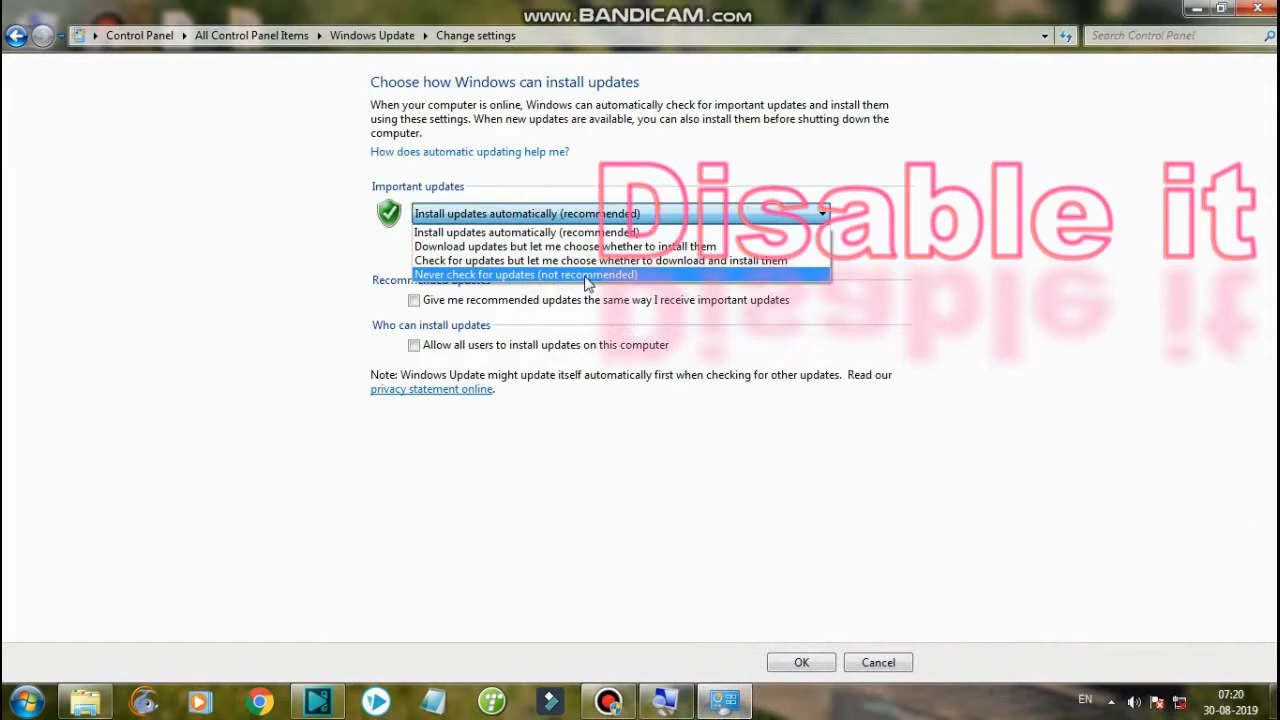 www.BANDICAM.com
Control Panel
All Control Panel Items
Windows Update
Change settings
Search Control Panel
Choose how Windows can install updates
When your computer is online, Windows can automatically check for important updates and install them
using these settings. When new updates are available, you can also install them before shutting down the
computer.
How does automatic updating help me?
Disable it
Important updates
Install updates automatically (recommended)
Install updates automatically (recommended)
Download updates but let me choose whether to install them
Check for updates but let me choose whether to download and install them
Never check for updates (not recommended)
Recommended updates
Give me recommended updates the same way I receive important updates
Who can install updates
Allow all users to install updates on this computer
Note: Windows Update might update itself automatically first when checking for other updates. Read our
privacy statement online.
OK
Cancel
EN
07:20
30-08-2019